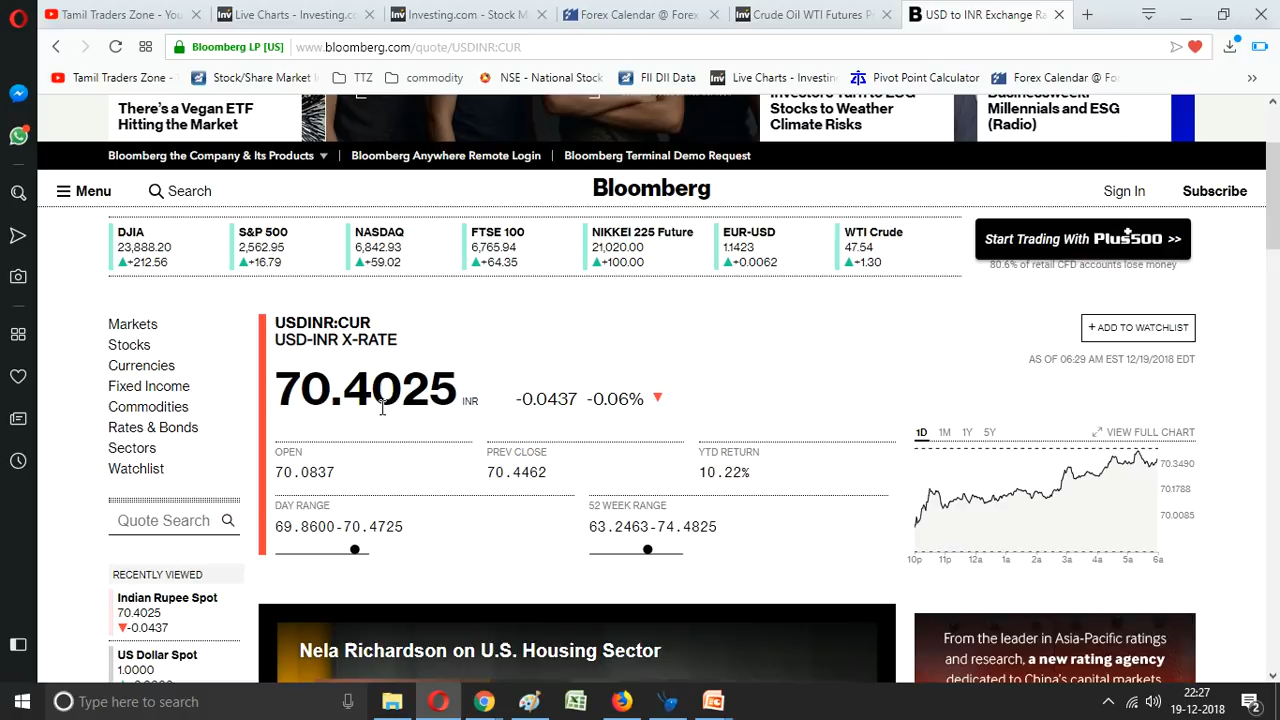 Tamil Traders Zone - You
Live Charts - Investing.c
Investing.com - Stock M
Forex Calendar @ Fore
Crude Oil WTI Futures P
USD to INR Exchange Ra
Bloomberg LP [US]
www.bloomberg.com/quote/USDINR:CUR
Tamil Traders Zone -
Stock/Share Market I
TTZ
commodity
NSE - National Stock
FII DII Data
Live Charts - Investin
Pivot Point Calculator
Forex Calendar @ Fo
There's a Vegan ETF
Hitting the Market
Investors Turn to ESG
Stocks to Weather
Climate Risks
Businessweek:
Millennials and ESG
(Radio)
Bloomberg the Company & Its Products
Bloomberg Anywhere Remote Login
Bloomberg Terminal Demo Request
Menu
Search
Bloomberg
Sign In
Subscribe
DJIA
23,888.20
+212.56
S&P 500
2,562.95
+16.79
NASDAQ
6,842.93
+59.02
FTSE 100
6,765.94
+64.35
NIKKEI 225 Future
21,020.00
+100.00
EUR-USD
1.1423
+0.0062
WTI Crude
47.54
+1.30
Start Trading With Plus500 >>
80.6% of retail CFD accounts lose money
Markets
Stocks
Currencies
Fixed Income
Commodities
Rates & Bonds
Sectors
Watchlist
Quote Search
RECENTLY VIEWED
Indian Rupee Spot
70.4025
-0.0437
US Dollar Spot
1.0000
USDINR:CUR
USD-INR X-RATE
70.4025 INR -0.0437 -0.06%
+ ADD TO WATCHLIST
AS OF 06:29 AM EST 12/19/2018 EDT
OPEN
70.0837
PREV CLOSE
70.4462
YTD RETURN
10.22%
DAY RANGE
69.8600-70.4725
52 WEEK RANGE
63.2463-74.4825
1D 1M 1Y 5Y
VIEW FULL CHART
70.3490
70.1788
70.0085
10p 11p 12a 1a 2a 3a 4a 5a 6a
Nela Richardson on U.S. Housing Sector
From the leader in Asia-Pacific ratings
and research, a new rating agency
dedicated to China's capital markets
Type here to search
22:27
19-12-2018
2